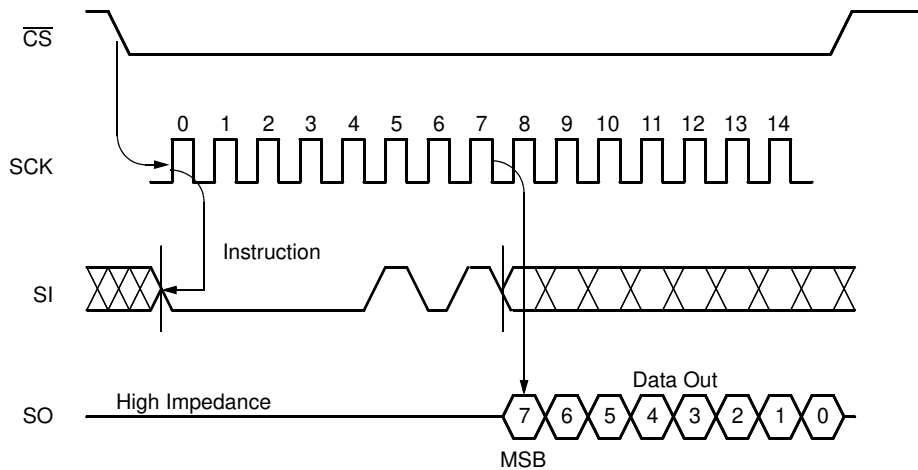 CS
0 1 2 3 4 5 6 7 8 9 10 11 12 13 14
SCK
Instruction
SI
High Impedance
Data Out
SO
7 6 5 4 3 2 1 0
MSB